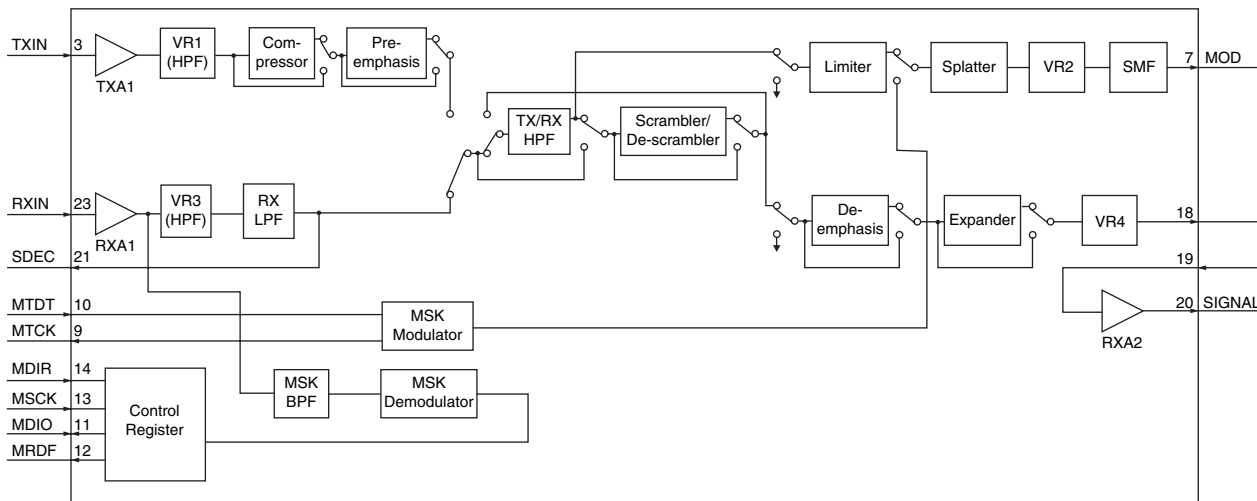 TXIN
3
TXA1
VR1
(HPF)
Com-
pressor
Pre-
emphasis
Limiter
Splatter
VR2
SMF
7
MOD
TX/RX
HPF
Scrambler/
De-scrambler
RXIN
23
RXA1
VR3
(HPF)
RX
LPF
De-
emphasis
Expander
VR4
18
SDEC
21
19
MTDT
10
MTCK
9
MSK
Modulator
RXA2
20
SIGNAL
MDIR
14
MSCK
13
MDIO
11
MRDF
12
Control
Register
MSK
BPF
MSK
Demodulator